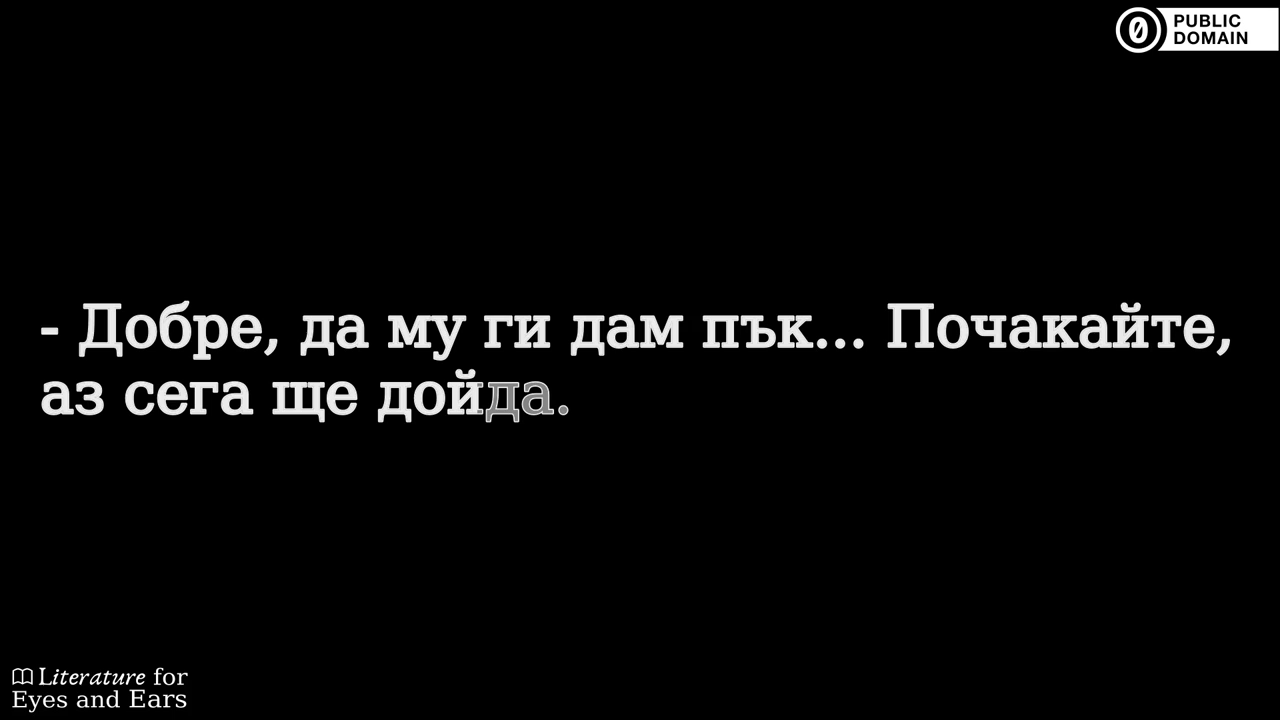 PUBLIC
DOMAIN
- Добре, да му ги дам пък... Почакайте,
аз сега ще дойда.
Literature for
Eyes and Ears